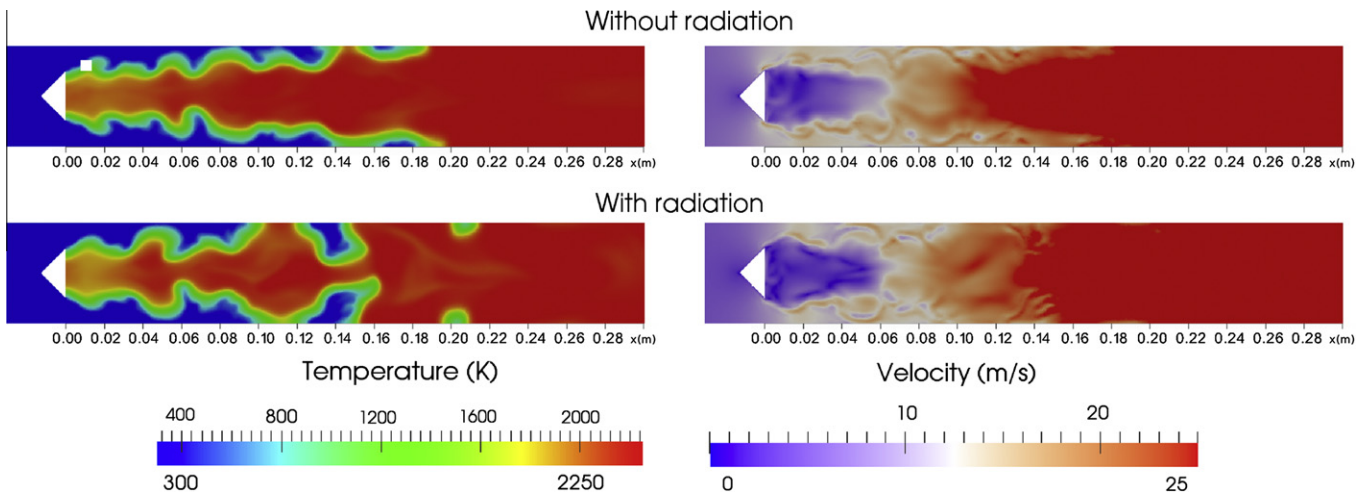 Without radiation
0.00 0.02 0.04 0.06 0.08 0.10 0.12 0.14 0.16 0.18 0.20 0.22 0.24 0.26 0.28 x(m)
0.00 0.02 0.04 0.06 0.08 0.10 0.12 0.14 0.16 0.18 0.20 0.22 0.24 0.26 0.28 x(m)
With radiation
0.00 0.02 0.04 0.06 0.08 0.10 0.12 0.14 0.16 0.18 0.20 0.22 0.24 0.26 0.28 x(m)
0.00 0.02 0.04 0.06 0.08 0.10 0.12 0.14 0.16 0.18 0.20 0.22 0.24 0.26 0.28 x(m)
Temperature (K)
400 800 1200 1600 2000
300 2250
Velocity (m/s)
10 20
0 25